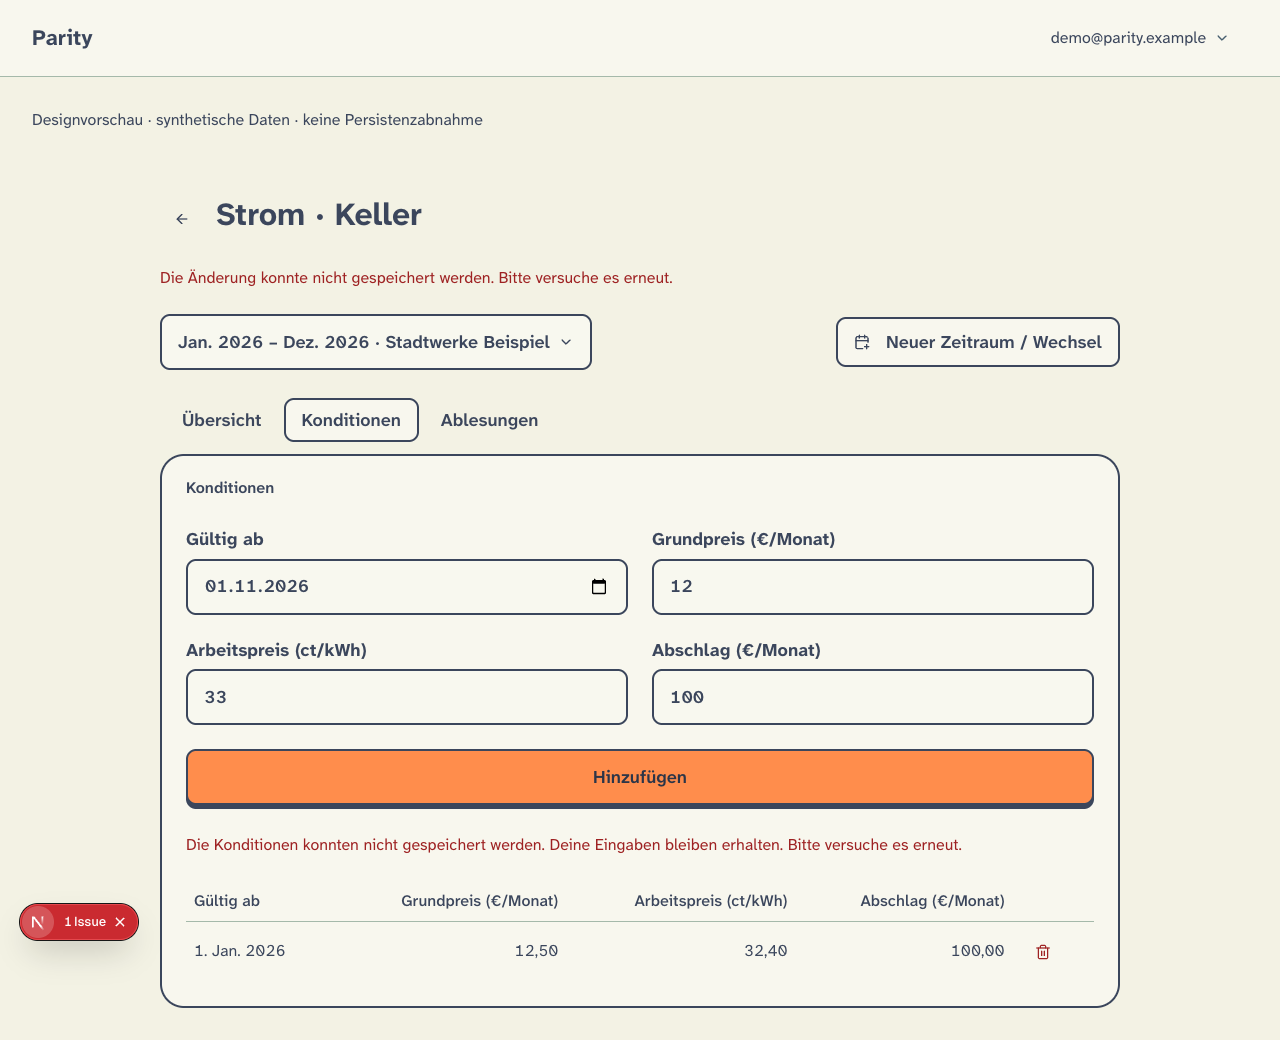 Parity
demo@parity.example
Designvorschau · synthetische Daten · keine Persistenzabnahme
Strom · Keller
Die Änderung konnte nicht gespeichert werden. Bitte versuche es erneut.
Jan. 2026 – Dez. 2026 · Stadtwerke Beispiel
Neuer Zeitraum / Wechsel
Übersicht
Konditionen
Ablesungen
Konditionen
Gültig ab
Grundpreis (€/Monat)
01.11.2026
12
Arbeitspreis (ct/kWh)
Abschlag (€/Monat)
33
100
Hinzufügen
Die Konditionen konnten nicht gespeichert werden. Deine Eingaben bleiben erhalten. Bitte versuche es erneut.
Gültig ab Grundpreis (€/Monat) Arbeitspreis (ct/kWh) Abschlag (€/Monat)
N 1 Issue
1. Jan. 2026 12,50 32,40 100,00